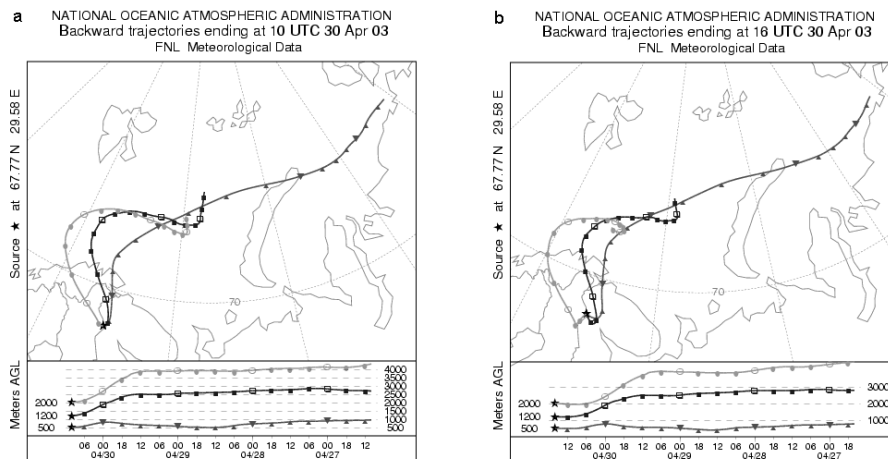 a
NATIONAL OCEANIC ATMOSPHERIC ADMINISTRATION
Backward trajectories ending at 10 UTC 30 Apr 03
FNL Meteorological Data
Source ★ at 67.77 N 29.58 E
70
Meters AGL
2000
1200
500
4000
3500
3000
2500
2000
1500
1000
500
06 00 18 12 06 00 18 12 06 00 18 12 06 00 18 12
04/30 04/29 04/28 04/27
b
NATIONAL OCEANIC ATMOSPHERIC ADMINISTRATION
Backward trajectories ending at 16 UTC 30 Apr 03
FNL Meteorological Data
Source ★ at 67.77 N 29.58 E
70
Meters AGL
2000
1200
500
3000
2000
1000
12 06 00 18 12 06 00 18 12 06 00 18 12 06 00 18
04/30 04/29 04/28 04/27